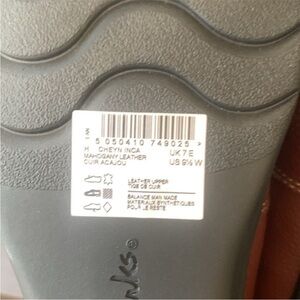 5 050410 749025 >
H CHEYN INCA UK 7 E
MAHOGANY LEATHER US 9½ W
CUIR ACAJOU
LEATHER UPPER
TIGE DE CUIR
BALANCE MAN MADE
MATERIAUX SYNTHETIQUES
POUR LE RESTE
rks®